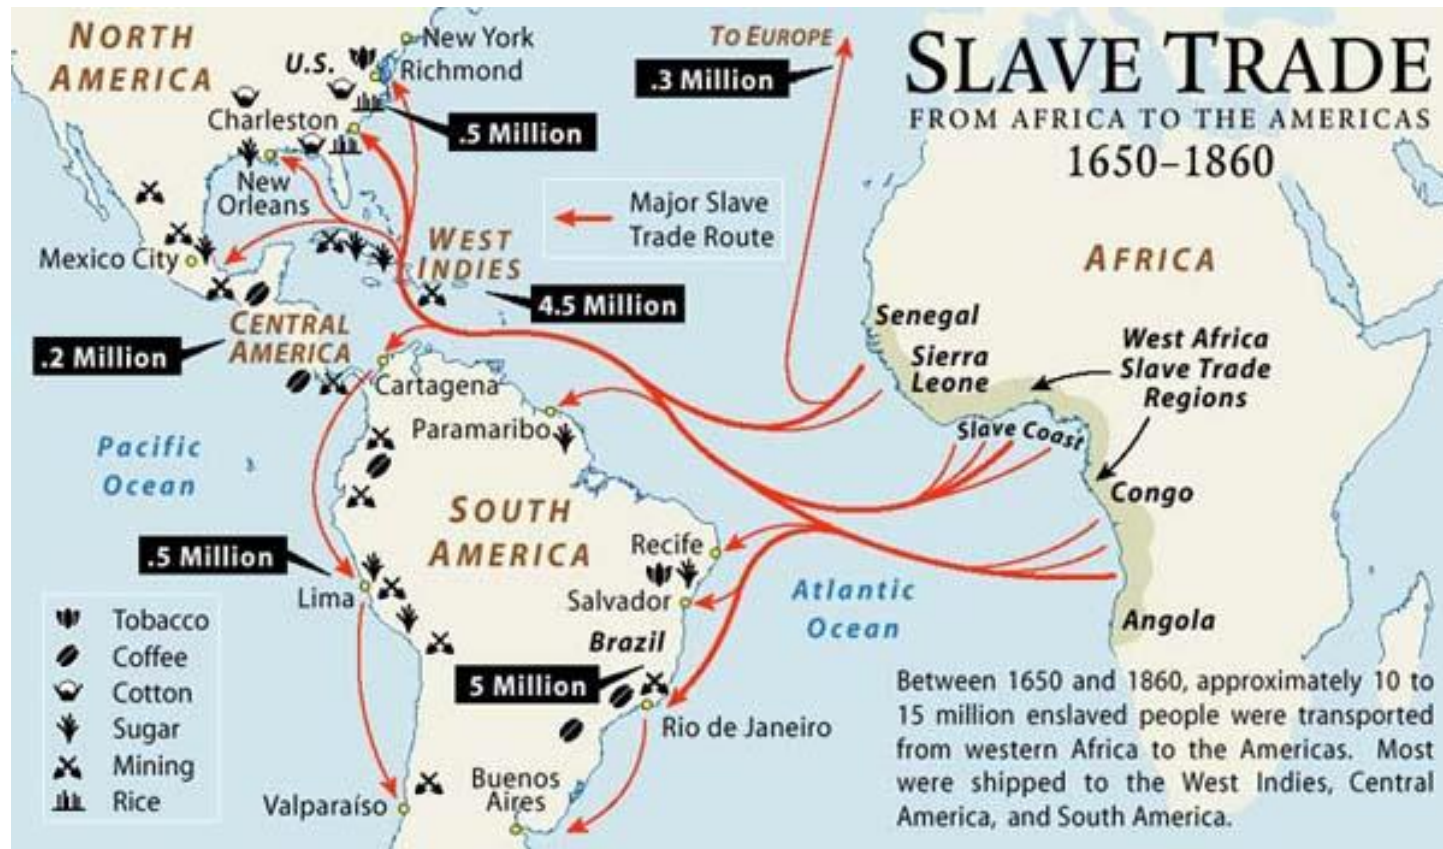 SLAVE TRADE
FROM AFRICA TO THE AMERICAS
1650–1860
NORTH
AMERICA
U.S.
New York
Richmond
.5 Million
Charleston
New
Orleans
Mexico City
TO EUROPE
.3 Million
Major Slave
Trade Route
WEST
INDIES
4.5 Million
CENTRAL
AMERICA
.2 Million
Cartagena
Paramaribo
Pacific
Ocean
SOUTH
AMERICA
.5 Million
Lima
Recife
Salvador
Brazil
5 Million
Rio de Janeiro
Buenos
Aires
Valparaíso
Atlantic
Ocean
AFRICA
Senegal
Sierra
Leone
West Africa
Slave Trade
Regions
Slave Coast
Congo
Angola
Tobacco
Coffee
Cotton
Sugar
Mining
Rice
Between 1650 and 1860, approximately 10 to
15 million enslaved people were transported
from western Africa to the Americas. Most
were shipped to the West Indies, Central
America, and South America.